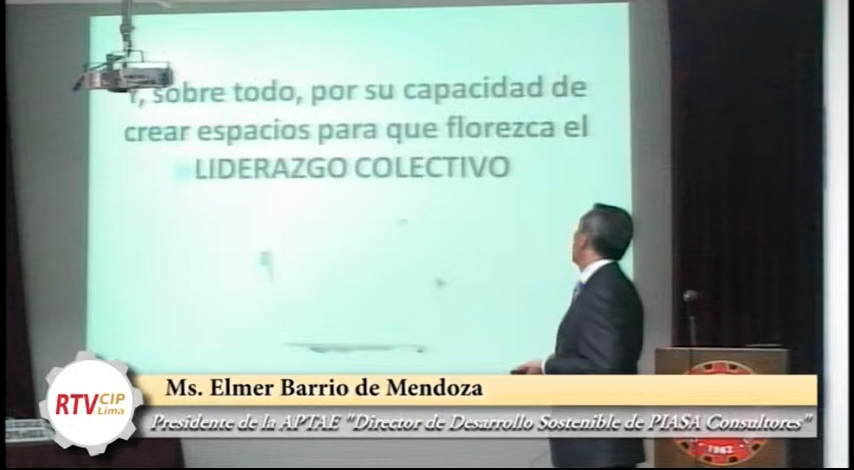 Y, sobre todo, por su capacidad de
crear espacios para que florezca el
LIDERAZGO COLECTIVO
Ms. Elmer Barrio de Mendoza
Presidente de la APTAE "Director de Desarrollo Sostenible de PIASA Consultores"
RTV CIP
Lima
1962